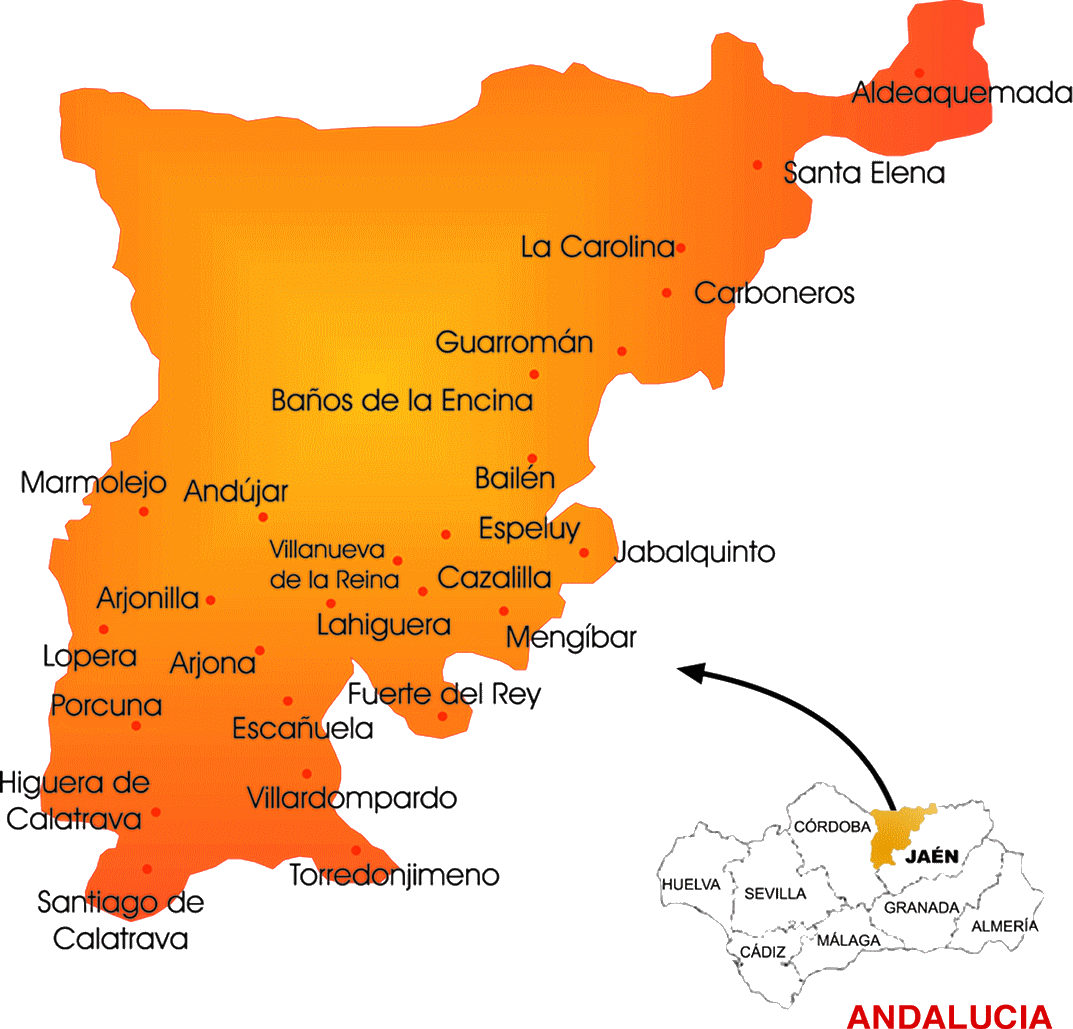 Aldeaquemada
Santa Elena
La Carolina
Carboneros
Guarromán
Baños de la Encina
Bailén
Marmolejo
Andújar
Espeluy
Villanueva
de la Reina
Jabalquinto
Cazalilla
Arjonilla
Lahiguera
Mengíbar
Lopera
Arjona
Fuerte del Rey
Porcuna
Escañuela
Higuera de
Calatrava
Villardompardo
Torredonjimeno
Santiago de
Calatrava
CÓRDOBA
JAÉN
HUELVA
SEVILLA
GRANADA
ALMERÍA
MÁLAGA
CÁDIZ
ANDALUCIA